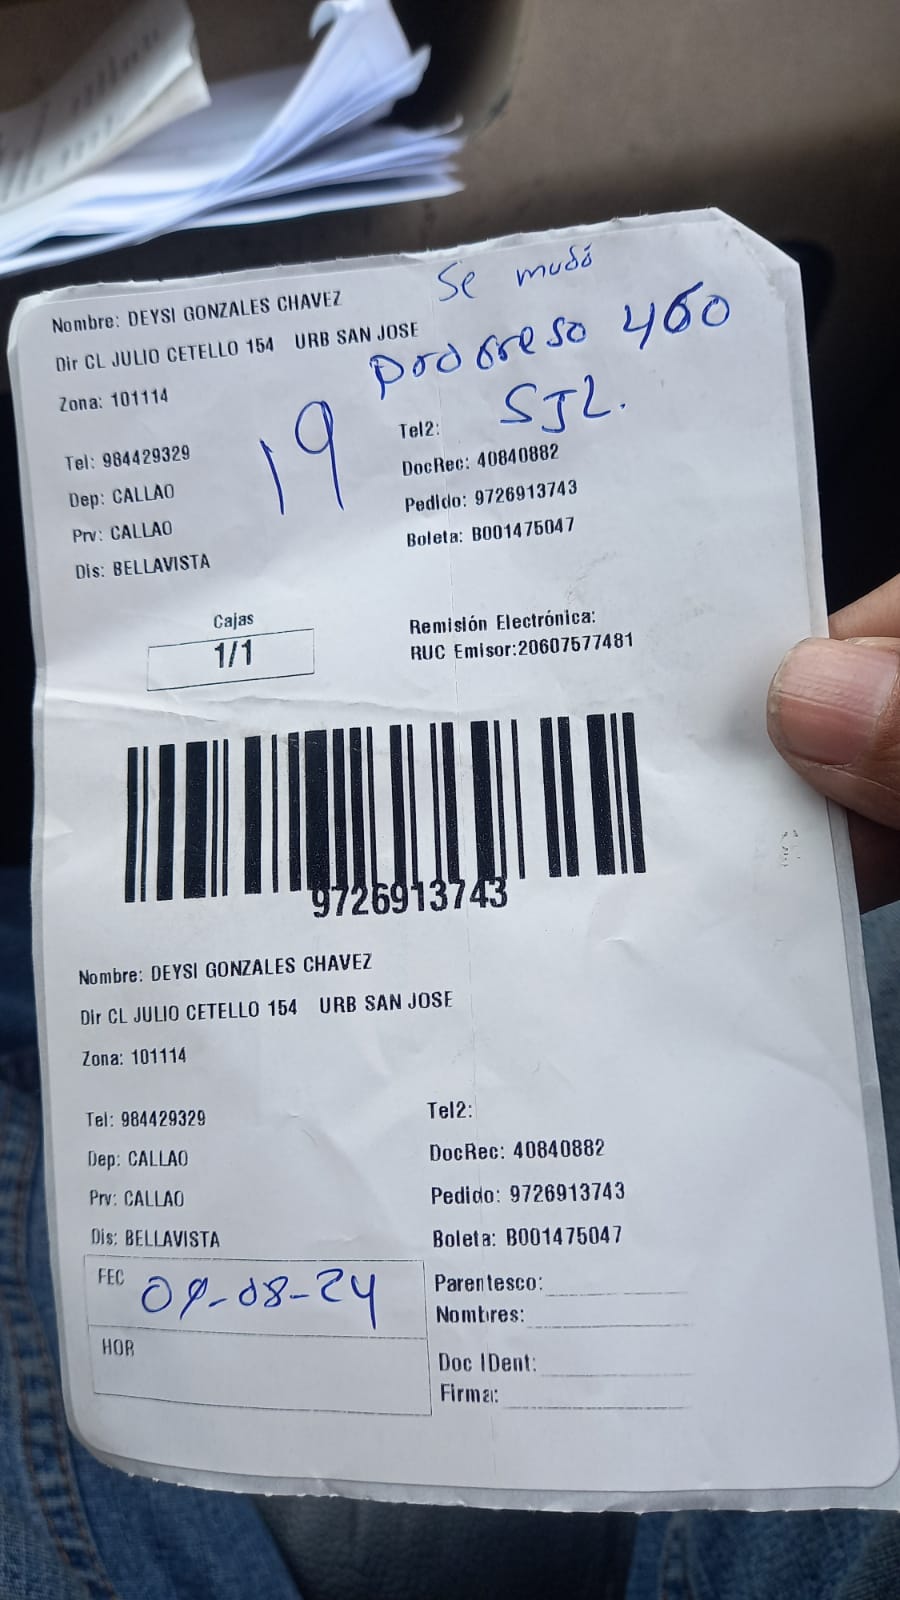 Se mudó
Progreso 460
SJL.
19
Nombre: DEYSI GONZALES CHAVEZ
Dir CL JULIO CETELLO 154 URB SAN JOSE
Zona: 101114
Tel: 984429329 Tel2:
Dep: CALLAO DocRec: 40840882
Prv: CALLAO Pedido: 9726913743
Dis: BELLAVISTA Boleta: B001475047
Cajas
1/1
Remisión Electrónica:
RUC Emisor:20607577481
9726913743
Nombre: DEYSI GONZALES CHAVEZ
Dir CL JULIO CETELLO 154 URB SAN JOSE
Zona: 101114
Tel: 984429329 Tel2:
Dep: CALLAO DocRec: 40840882
Prv: CALLAO Pedido: 9726913743
Dis: BELLAVISTA Boleta: B001475047
FEC 09-08-24 Parentesco:
Nombres:
HOR
Doc IDent:
Firma: